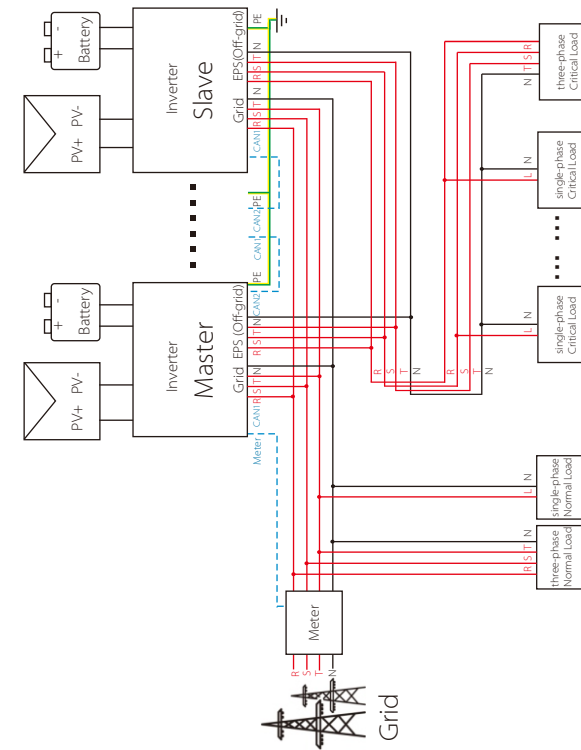 PV+ PV-
+ -
Battery
PV+ PV-
+ -
Battery
Inverter
Master
Inverter
Slave
Grid
EPS (Off-grid)
Meter
CAN1
R S T N
R S T N
CAN2
PE
CAN1
CAN2
PE
Grid
EPS(Off-grid)
CAN1
R S T N
R S T N
PE
R
S
T
N
Meter
Grid
R
S
T
N
R
S
T
N
R S T N
three-phase
Normal Load
L N
single-phase
Normal Load
L N
single-phase
Critical Load
L N
single-phase
Critical Load
N T S R
three-phase
Critical Load